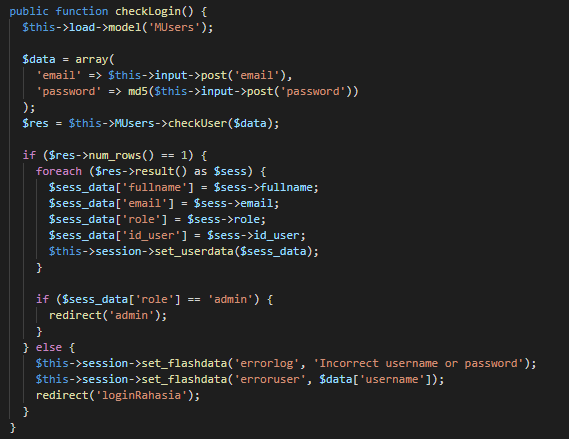 public function checkLogin() {
  $this->load->model('MUsers');

  $data = array(
    'email' => $this->input->post('email'),
    'password' => md5($this->input->post('password'))
  );
  $res = $this->MUsers->checkUser($data);

  if ($res->num_rows() == 1) {
    foreach ($res->result() as $sess) {
      $sess_data['fullname'] = $sess->fullname;
      $sess_data['email'] = $sess->email;
      $sess_data['role'] = $sess->role;
      $sess_data['id_user'] = $sess->id_user;
      $this->session->set_userdata($sess_data);
    }

    if ($sess_data['role'] == 'admin') {
      redirect('admin');
    }
  } else {
    $this->session->set_flashdata('errorlog', 'Incorrect username or password');
    $this->session->set_flashdata('erroruser', $data['username']);
    redirect('loginRahasia');
  }
}